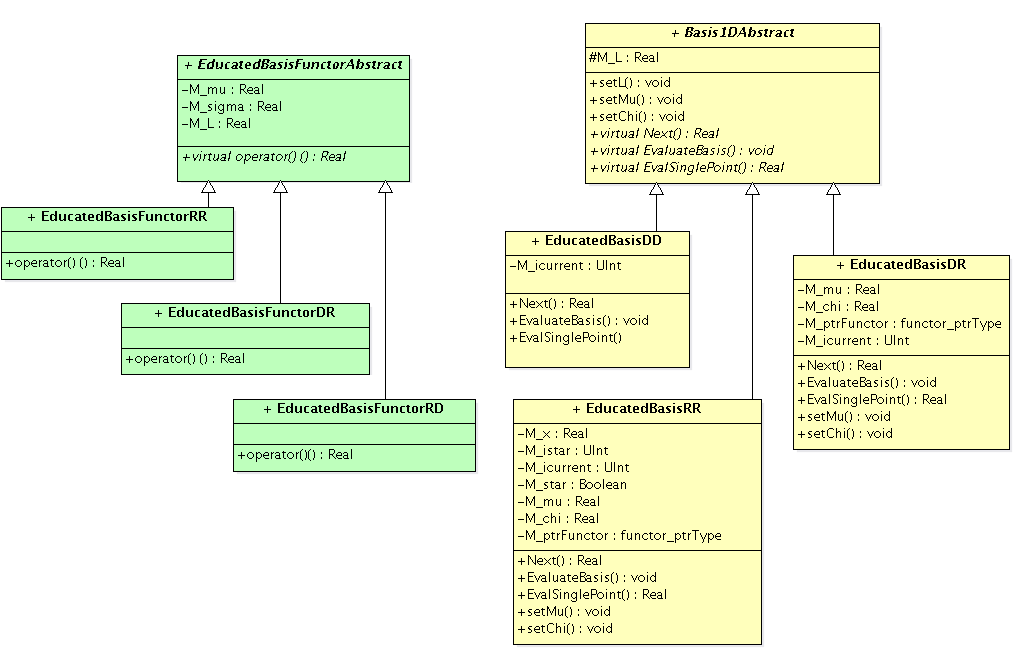 + EducatedBasisFunctorAbstract
-M_mu : Real
-M_sigma : Real
-M_L : Real
+virtual operator() () : Real
+ EducatedBasisFunctorRR
+operator() () : Real
+ EducatedBasisFunctorDR
+operator() () : Real
+ EducatedBasisFunctorRD
+operator()() : Real
+ Basis1DAbstract
#M_L : Real
+setL() : void
+setMu() : void
+setChi() : void
+virtual Next() : Real
+virtual EvaluateBasis() : void
+virtual EvalSinglePoint() : Real
+ EducatedBasisDD
-M_icurrent : UInt
+Next() : Real
+EvaluateBasis() : void
+EvalSinglePoint()
+ EducatedBasisDR
-M_mu : Real
-M_chi : Real
-M_ptrFunctor : functor_ptrType
-M_icurrent : UInt
+Next() : Real
+EvaluateBasis() : void
+EvalSinglePoint() : Real
+setMu() : void
+setChi() : void
+ EducatedBasisRR
-M_x : Real
-M_istar : UInt
-M_icurrent : UInt
-M_star : Boolean
-M_mu : Real
-M_chi : Real
-M_ptrFunctor : functor_ptrType
+Next() : Real
+EvaluateBasis() : void
+EvalSinglePoint() : Real
+setMu() : void
+setChi() : void